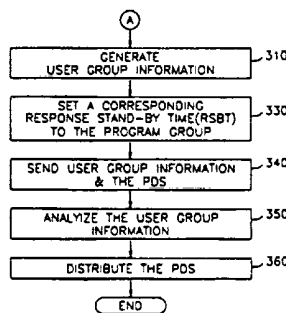 A
GENERATE
USER GROUP INFORMATION
310
SET A CORRESPONDING
RESPONSE STAND-BY TIME(RSBT)
TO THE PROGRAM GROUP
330
SEND USER GROUP INFORMATION
& THE PDS
340
ANALYIZE THE USER GROUP
INFORMATION
350
DISTRIBUTE THE PDS
360
END